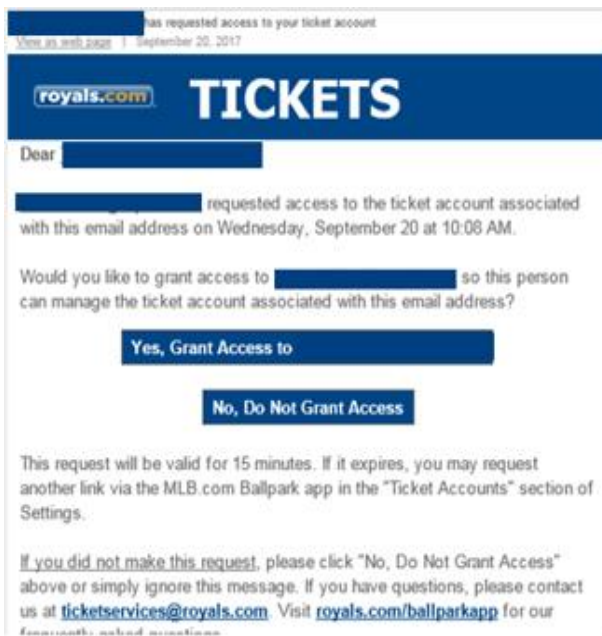 has requested access to your ticket account
View as web page | September 20, 2017
royals.com TICKETS
Dear
requested access to the ticket account associated
with this email address on Wednesday, September 20 at 10:08 AM.
Would you like to grant access to so this person
can manage the ticket account associated with this email address?
Yes, Grant Access to
No, Do Not Grant Access
This request will be valid for 15 minutes. If it expires, you may request
another link via the MLB.com Ballpark app in the "Ticket Accounts" section of
Settings.
If you did not make this request, please click "No, Do Not Grant Access"
above or simply ignore this message. If you have questions, please contact
us at ticketservices@royals.com. Visit royals.com/ballparkapp for our
frequently asked questions